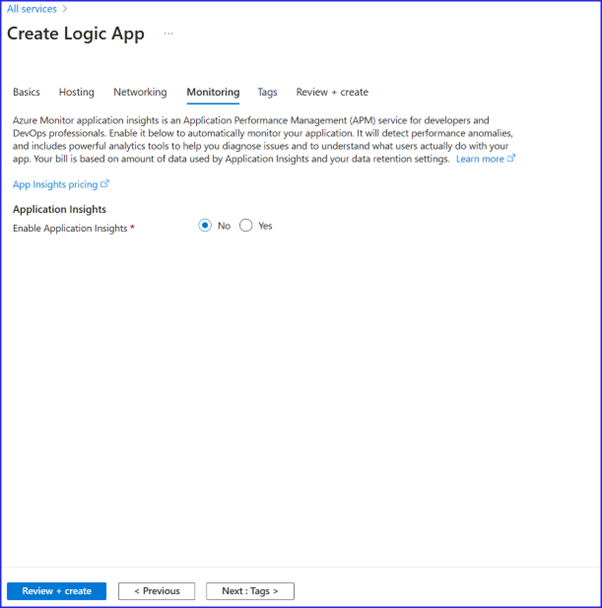 All services >
Create Logic App ...
Basics Hosting Networking Monitoring Tags Review + create
Azure Monitor application insights is an Application Performance Management (APM) service for developers and
DevOps professionals. Enable it below to automatically monitor your application. It will detect performance anomalies,
and includes powerful analytics tools to help you diagnose issues and to understand what users actually do with your
app. Your bill is based on amount of data used by Application Insights and your data retention settings. Learn more
App Insights pricing
Application Insights
Enable Application Insights * No Yes
Review + create < Previous Next : Tags >